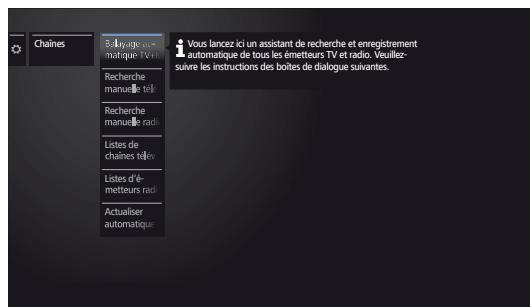 Chaînes
Balayage au-
matique TV+
Recherche
manuelle télé
Recherche
manuelle radi
Listes de
chaînes télév
Listes d'é-
metteurs radi
Actualiser
automatique
Vous lancez ici un assistant de recherche et enregistrement
automatique de tous les émetteurs TV et radio. Veuillez-
suivre les instructions des boîtes de dialogue suivantes.